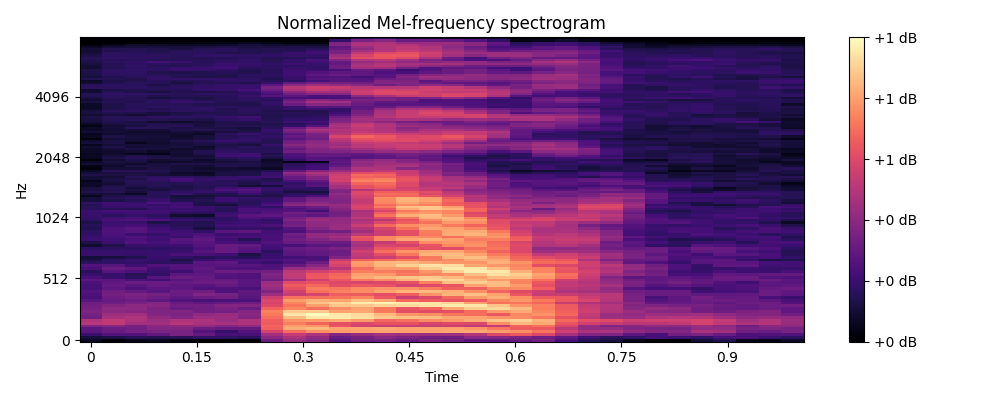 Normalized Mel-frequency spectrogram
+1 dB
4096
+1 dB
2048
+1 dB
Hz
1024
+0 dB
512
+0 dB
0
+0 dB
0 0.15 0.3 0.45 0.6 0.75 0.9
Time